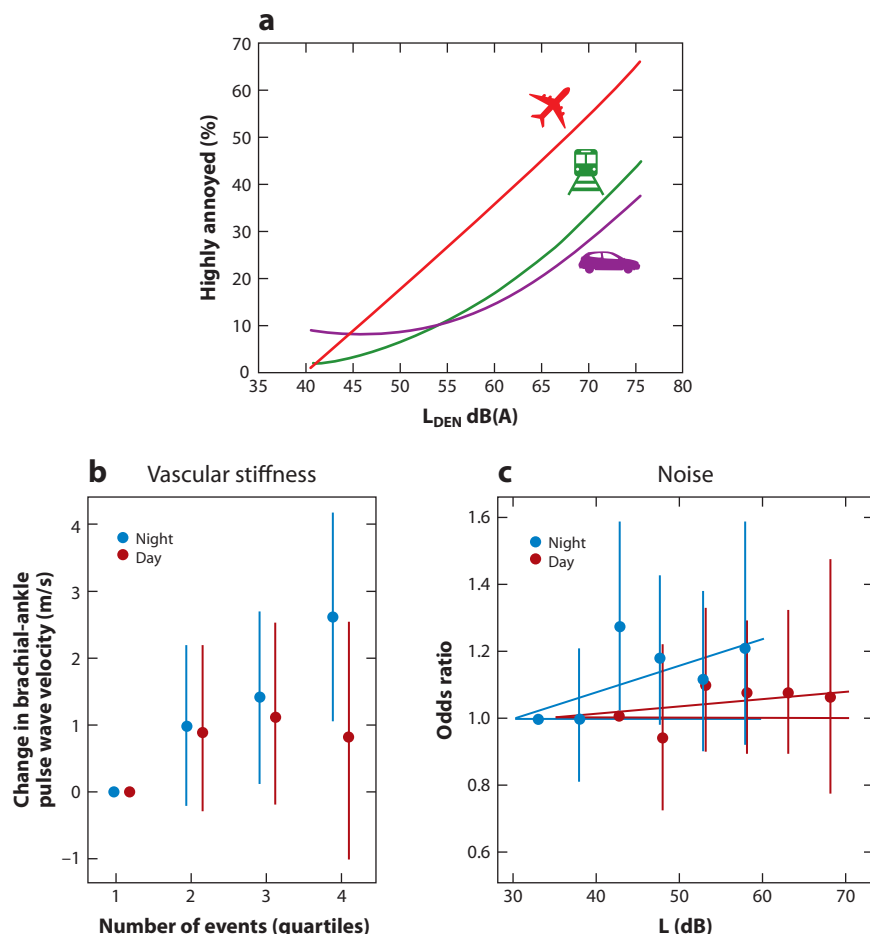 a
70
60
50
40
30
20
10
0
Highly annoyed (%)
35 40 45 50 55 60 65 70 75 80
L_DEN dB(A)
b Vascular stiffness
Night
Day
4
3
2
1
0
–1
Change in brachial-ankle
pulse wave velocity (m/s)
1 2 3 4
Number of events (quartiles)
c Noise
Night
Day
1.6
1.4
1.2
1.0
0.8
0.6
Odds ratio
30 40 50 60 70
L (dB)